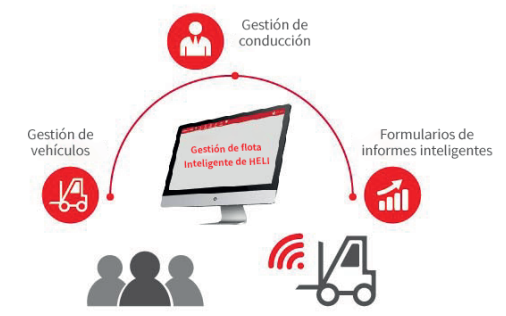 Gestión de
conducción
Gestión de
vehículos
Gestión de flota
Inteligente de HELI
Formularios de
informes inteligentes